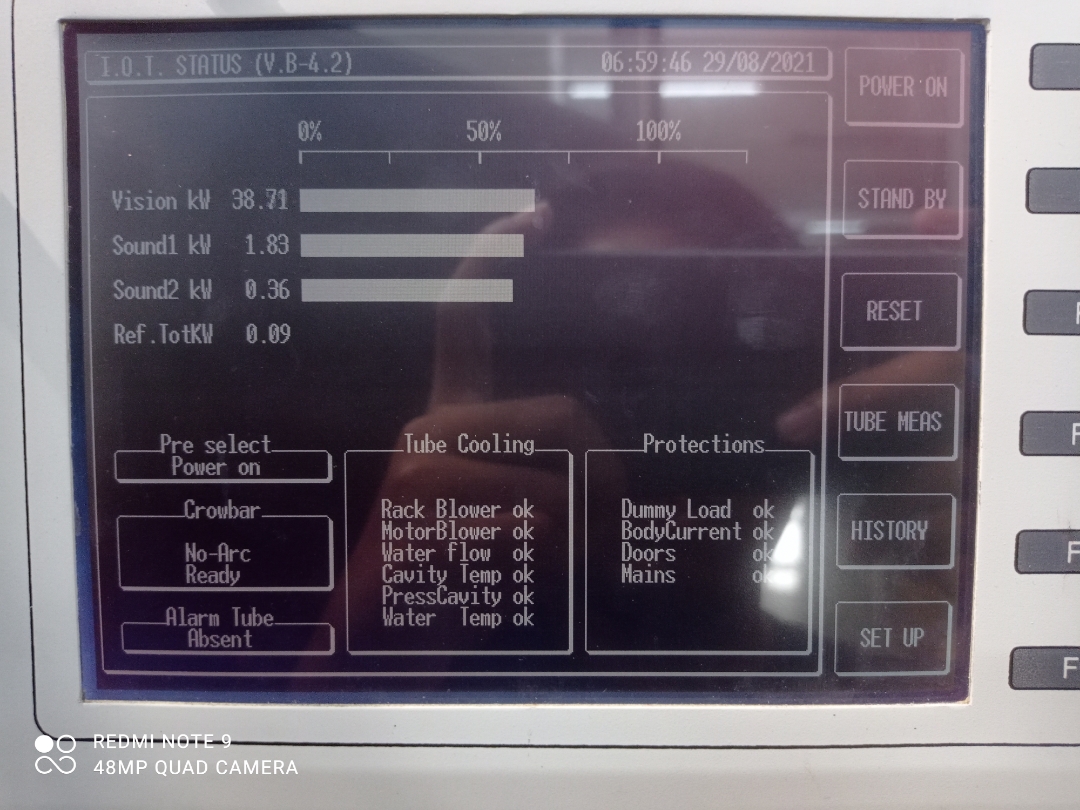 I.O.T. STATUS (V.B-4.2) 06:59:46 29/08/2021
0% 50% 100%
Vision kW 38.71
Sound1 kW 1.83
Sound2 kW 0.36
Ref.TotKW 0.09
Pre select
Power on
Crowbar
No-Arc
Ready
Alarm Tube
Absent
Tube Cooling
Rack Blower ok
MotorBlower ok
Water flow ok
Cavity Temp ok
PressCavity ok
Water Temp ok
Protections
Dummy Load ok
BodyCurrent ok
Doors ok
Mains ok
POWER ON
STAND BY
RESET
TUBE MEAS
HISTORY
SET UP
F
F
F
F
REDMI NOTE 9
48MP QUAD CAMERA